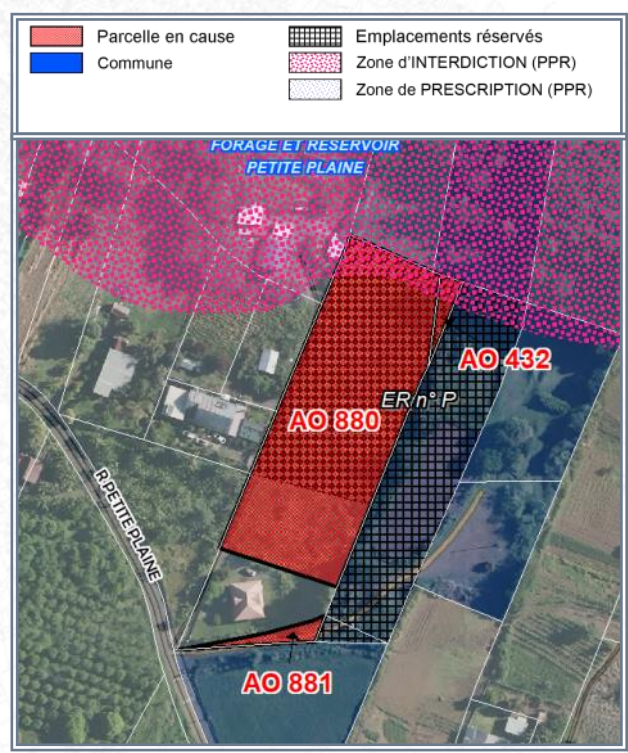 Parcelle en cause
Commune
Emplacements réservés
Zone d'INTERDICTION (PPR)
Zone de PRESCRIPTION (PPR)
FORAGE ET RESERVOIR
PETITE PLAINE
AO 432
ER n° P
AO 880
R PETITE PLAINE
AO 881